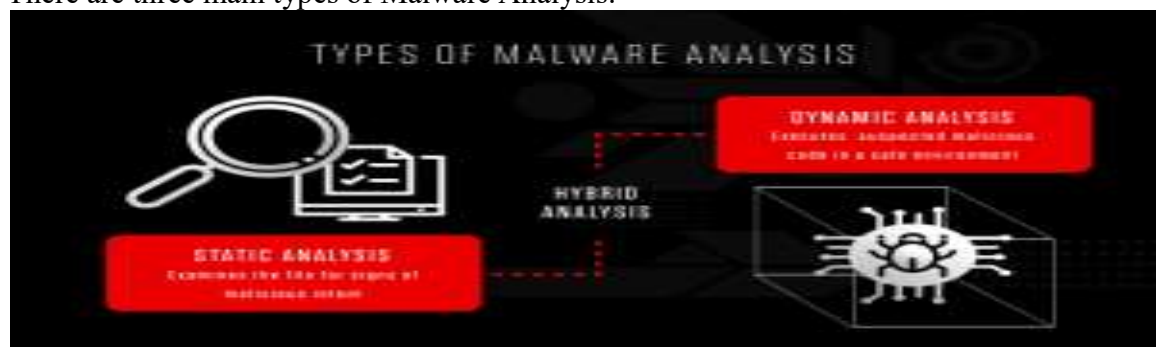 There are three main types of Malware Analysis:
TYPES OF MALWARE ANALYSIS
DYNAMIC ANALYSIS
Executes suspected malicious
code in a safe environment
HYBRID
ANALYSIS
STATIC ANALYSIS
Examines the file for signs of
malicious intent